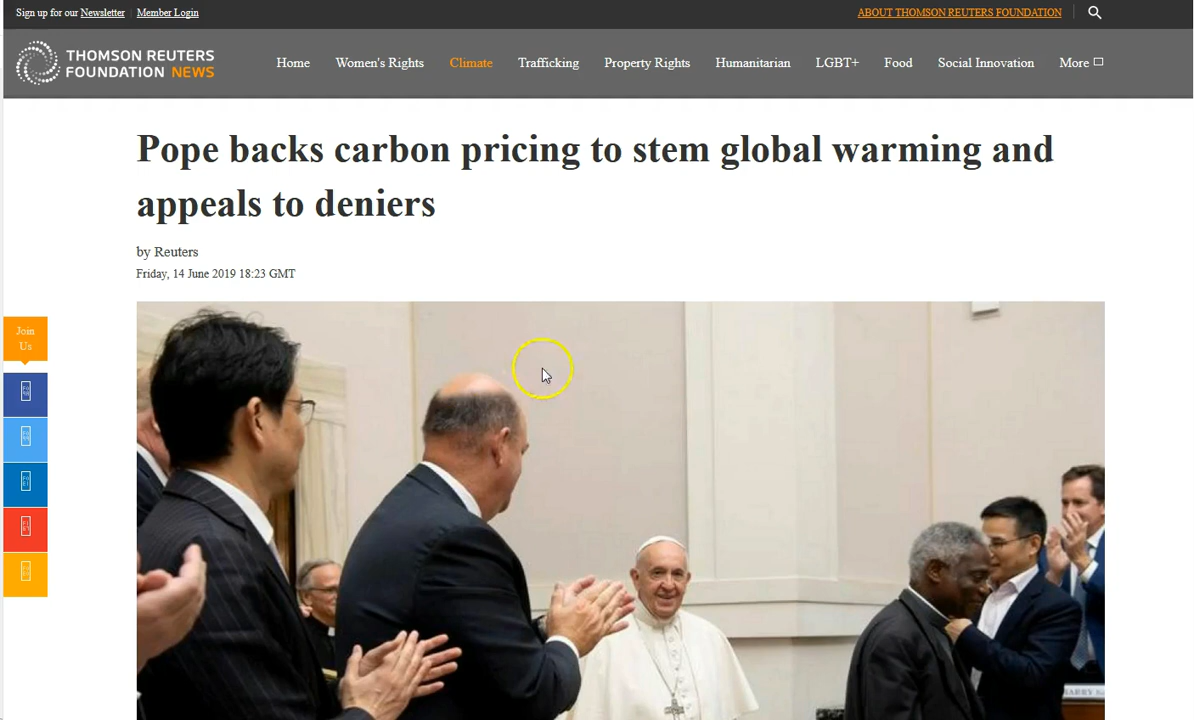 Sign up for our Newsletter Member Login ABOUT THOMSON REUTERS FOUNDATION
THOMSON REUTERS
FOUNDATION NEWS
Home Women's Rights Climate Trafficking Property Rights Humanitarian LGBT+ Food Social Innovation More
Pope backs carbon pricing to stem global warming and
appeals to deniers
by Reuters
Friday, 14 June 2019 18:23 GMT
Join
Us